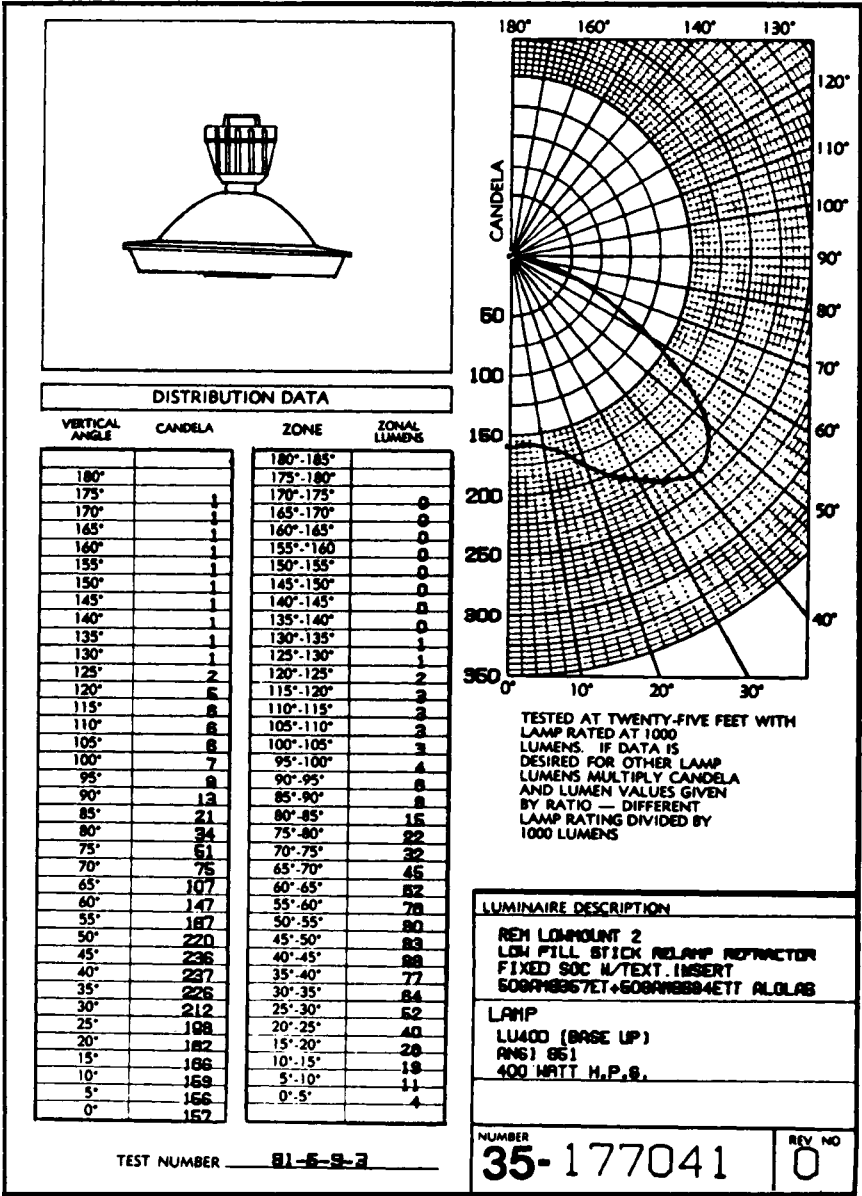 180° 160° 140° 130°
120°
110°
100°
90°
80°
70°
60°
50°
40°
CANDELA
50
100
150
200
250
300
350
0° 10° 20° 30°
DISTRIBUTION DATA
VERTICAL ANGLE CANDELA ZONE ZONAL LUMENS
180°-185°
180° 175°-180°
175° 1 170°-175° 0
170° 1 165°-170° 0
165° 1 160°-165° 0
160° 1 155°-°160 0
155° 1 150°-155° 0
150° 1 145°-150° 0
145° 1 140°-145° 0
140° 1 135°-140° 0
135° 1 130°-135° 1
130° 1 125°-130° 1
125° 2 120°-125° 2
120° 5 115°-120° 3
115° 6 110°-115° 3
110° 6 105°-110° 3
105° 6 100°-105° 3
100° 7 95°-100° 4
95° 9 90°-95° 6
90° 13 85°-90° 9
85° 21 80°-85° 15
80° 34 75°-80° 22
75° 51 70°-75° 32
70° 75 65°-70° 45
65° 107 60°-65° 62
60° 147 55°-60° 78
55° 187 50°-55° 90
50° 220 45°-50° 93
45° 236 40°-45° 88
40° 237 35°-40° 77
35° 226 30°-35° 64
30° 212 25°-30° 52
25° 198 20°-25° 40
20° 182 15°-20° 28
15° 166 10°-15° 19
10° 159 5°-10° 11
5° 156 0°-5° 4
0° 157
TEST NUMBER 81-6-9-3
TESTED AT TWENTY-FIVE FEET WITH
LAMP RATED AT 1000
LUMENS. IF DATA IS
DESIRED FOR OTHER LAMP
LUMENS MULTIPLY CANDELA
AND LUMEN VALUES GIVEN
BY RATIO — DIFFERENT
LAMP RATING DIVIDED BY
1000 LUMENS
LUMINAIRE DESCRIPTION
REM LOWMOUNT 2
LOW PILL STICK RELAMP REFRACTOR
FIXED SOC W/TEXT.INSERT
LAMP
LU400 (BASE UP)
400 WATT H.P.S.
NUMBER
35-177041
REV NO
0